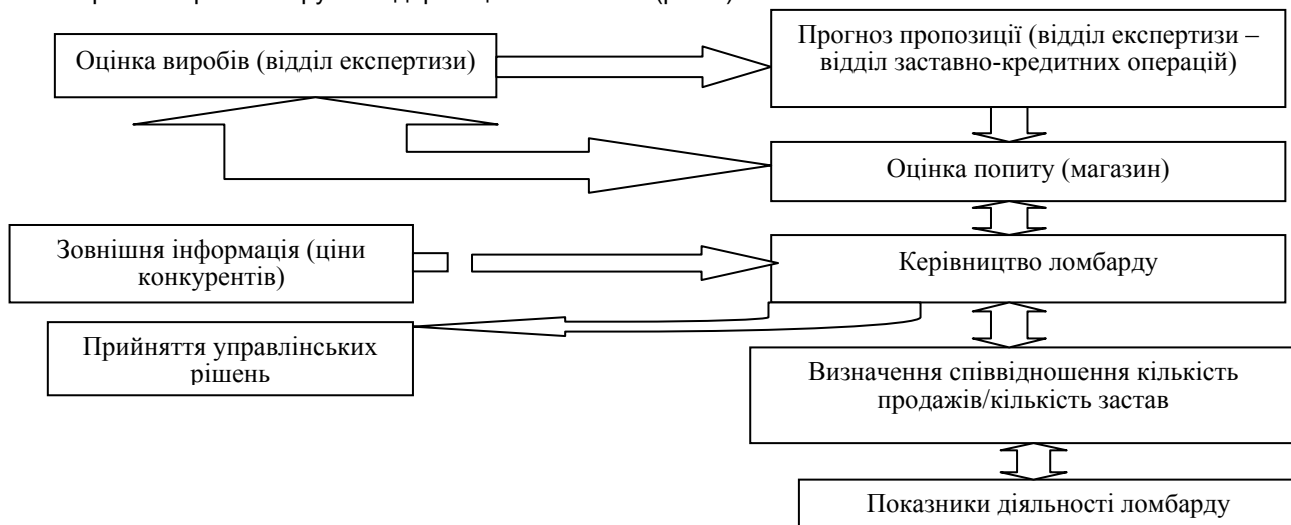 Оцінка виробів (відділ експертизи)
Прогноз пропозиції (відділ експертизи –
відділ заставно-кредитних операцій)
Оцінка попиту (магазин)
Зовнішня інформація (ціни
конкурентів)
Керівництво ломбарду
Прийняття управлінських
рішень
Визначення співвідношення кількість
продажів/кількість застав
Показники діяльності ломбарду